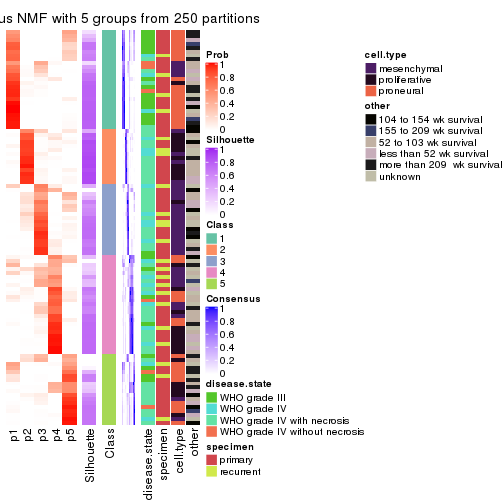 us NMF with 5 groups from 250 partitions
Prob
1
0.8
0.6
0.4
0.2
0
Silhouette
1
0.8
0.6
0.4
0.2
0
Class
1
2
3
4
5
Consensus
1
0.8
0.6
0.4
0.2
0
disease.state
WHO grade III
WHO grade IV
WHO grade IV with necrosis
WHO grade IV without necrosis
specimen
primary
recurrent
cell.type
mesenchymal
proliferative
proneural
other
104 to 154 wk survival
155 to 209 wk survival
52 to 103 wk survival
less than 52 wk survival
more than 209 wk survival
unknown
p1
p2
p3
p4
p5
Silhouette
Class
disease.state
specimen
cell.type
other